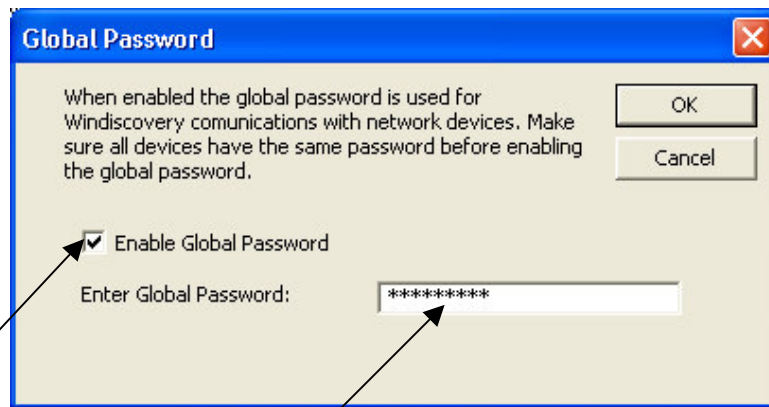 Global Password
When enabled the global password is used for
Windiscovery comunications with network devices. Make
sure all devices have the same password before enabling
the global password.
OK
Cancel
Enable Global Password
Enter Global Password:
*********